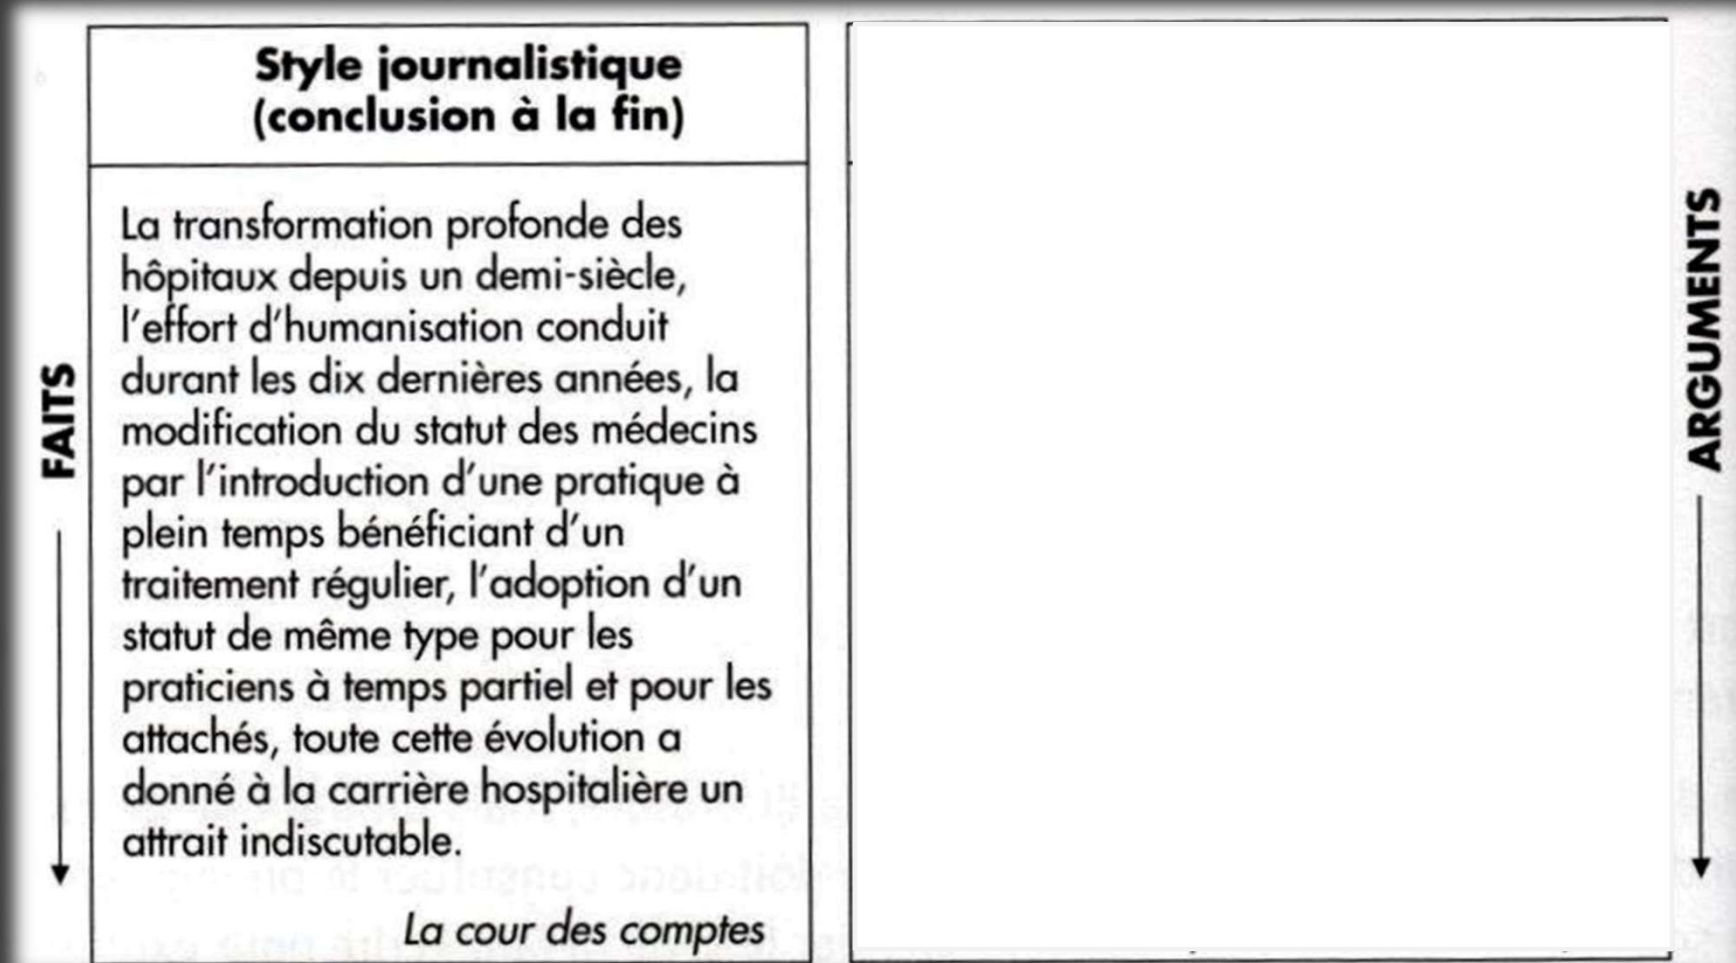 Style journalistique
(conclusion à la fin)
FAITS
La transformation profonde des
hôpitaux depuis un demi-siècle,
l'effort d'humanisation conduit
durant les dix dernières années, la
modification du statut des médecins
par l'introduction d'une pratique à
plein temps bénéficiant d'un
traitement régulier, l'adoption d'un
statut de même type pour les
praticiens à temps partiel et pour les
attachés, toute cette évolution a
donné à la carrière hospitalière un
attrait indiscutable.
La cour des comptes
ARGUMENTS